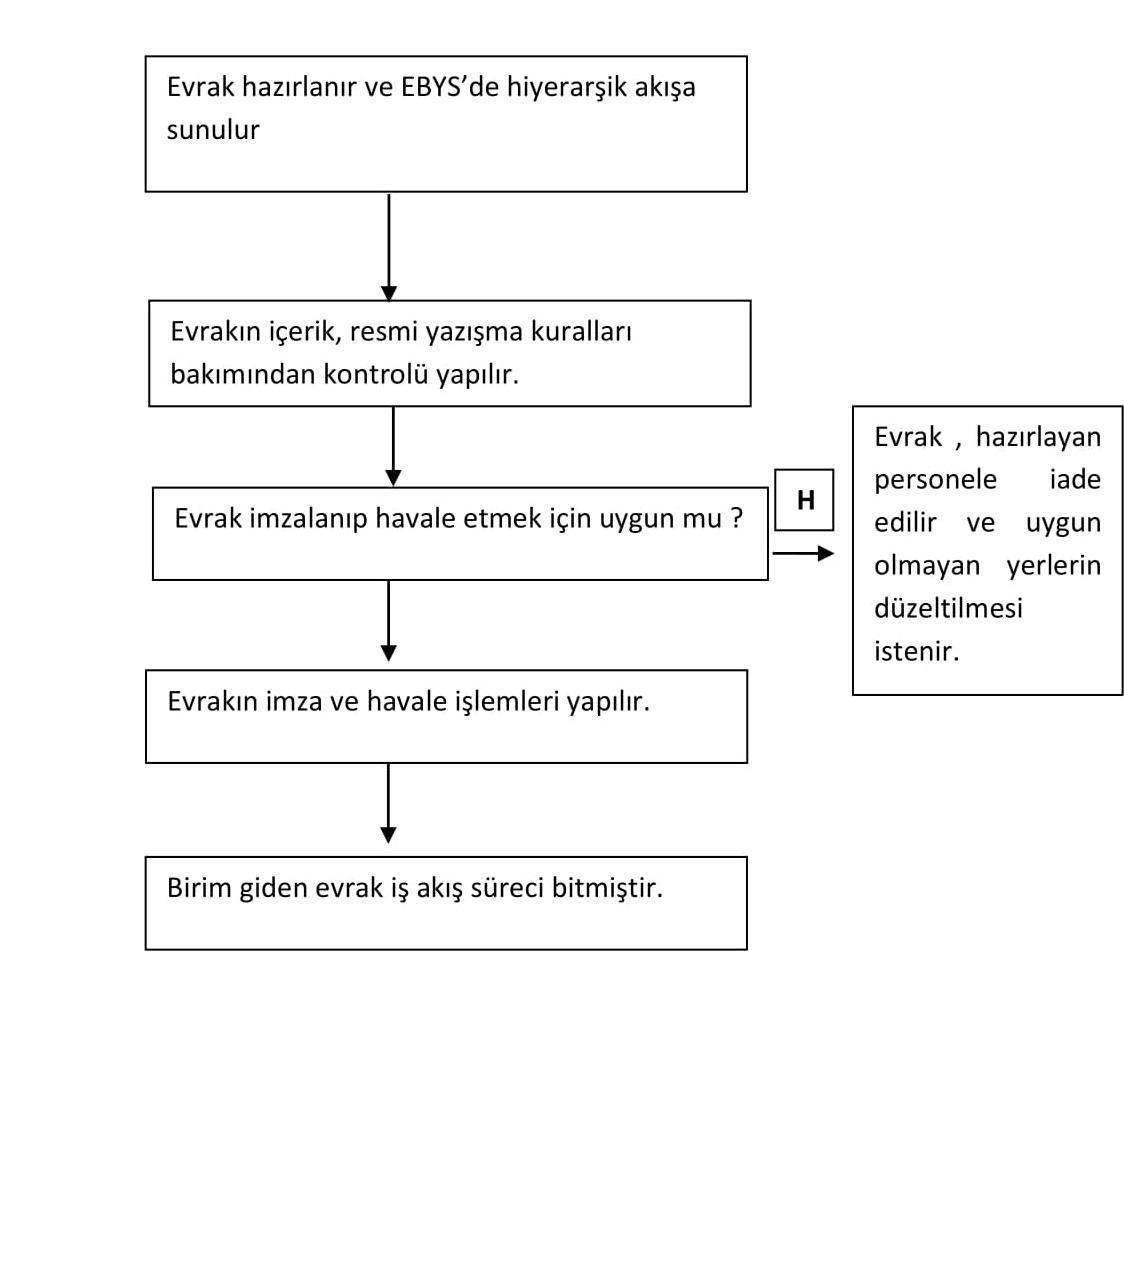 Evrak hazırlanır ve EBYS’de hiyerarşik akışa
sunulur
Evrakın içerik, resmi yazışma kuralları
bakımından kontrolü yapılır.
Evrak imzalanıp havale etmek için uygun mu ?
H
Evrak , hazırlayan
personele iade
edilir ve uygun
olmayan yerlerin
düzeltilmesi
istenir.
Evrakın imza ve havale işlemleri yapılır.
Birim giden evrak iş akış süreci bitmiştir.